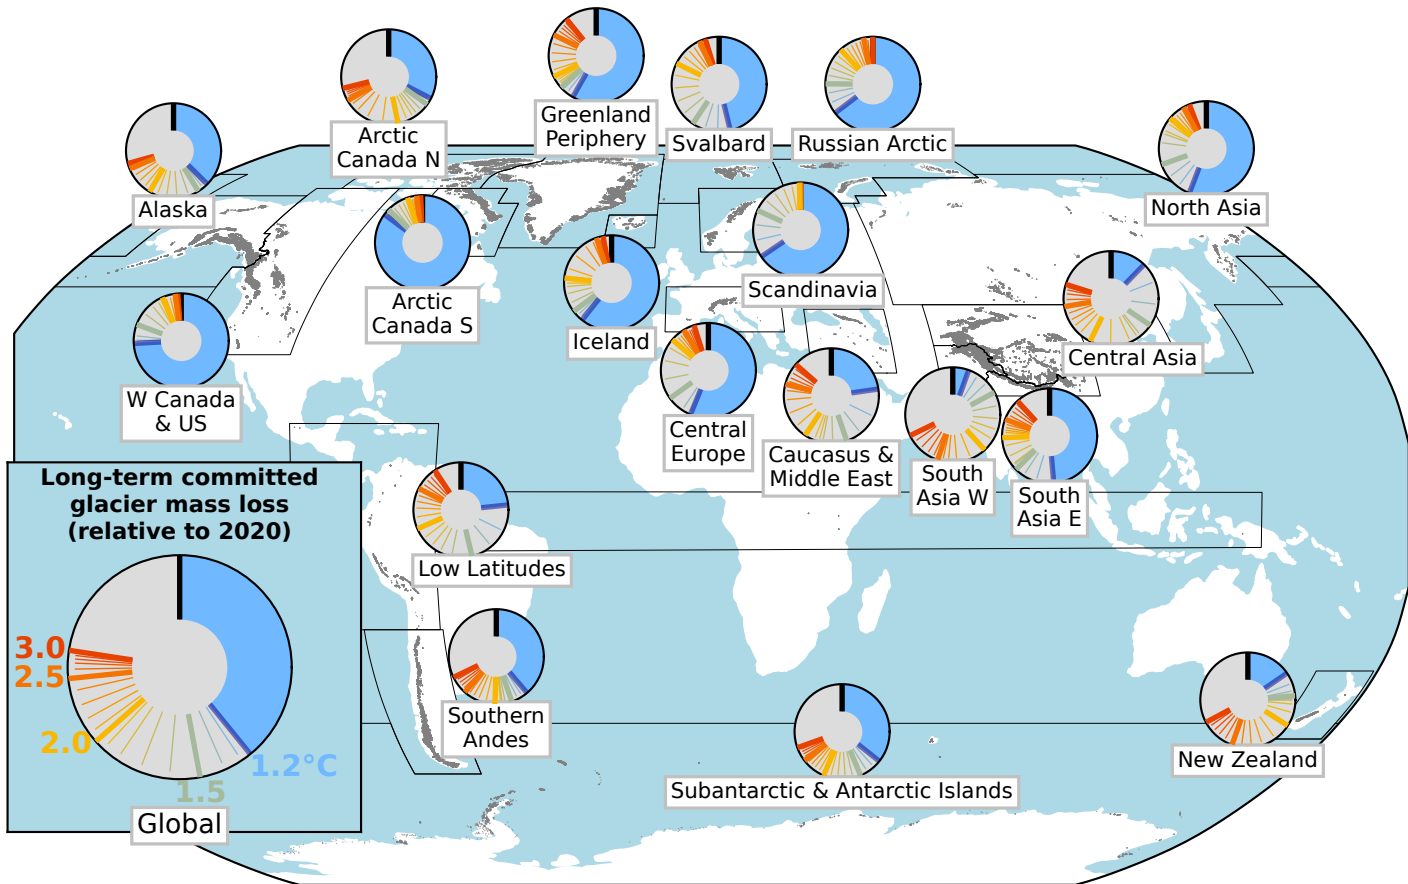 Greenland
Periphery
Arctic
Canada N
Svalbard
Russian Arctic
Alaska
North Asia
Arctic
Canada S
Scandinavia
Iceland
Central Asia
W Canada
& US
Central
Europe
Caucasus &
Middle East
South
Asia W
South
Asia E
Long-term committed
glacier mass loss
(relative to 2020)
3.0
2.5
2.0
1.5
1.2°C
Global
Low Latitudes
Southern
Andes
Subantarctic & Antarctic Islands
New Zealand